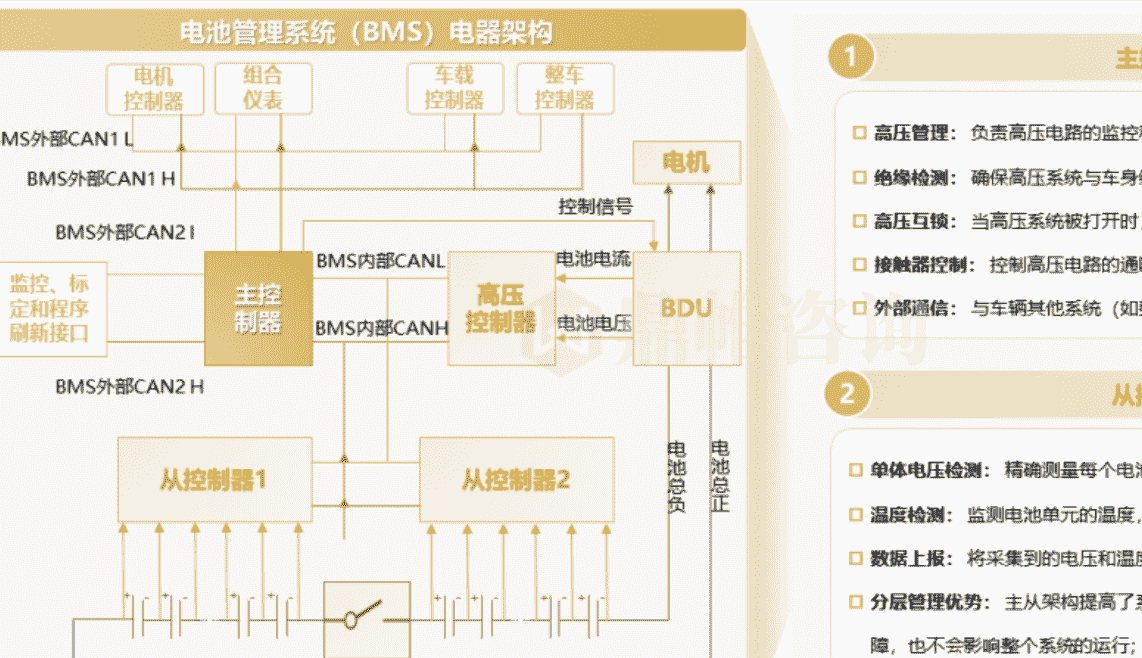 电池管理系统（BMS）电器架构
电机
控制器
组合
仪表
车载
控制器
整车
控制器
MS外部CAN1 L
BMS外部CAN1 H
BMS外部CAN2 l
电机
控制信号
监控、标
定和程序
刷新接口
主控
制器
BMS内部CANL
BMS内部CANH
高压
控制器
电池电流
电池电压
BDU
BMS外部CAN2 H
从控制器1
从控制器2
电池总负
电池总正
1
主
高压管理：负责高压电路的监控
绝缘检测：确保高压系统与车身
高压互锁：当高压系统被打开时，
接触器控制：控制高压电路的通
外部通信：与车辆其他系统（如
鼎帷咨询
2
从
单体电压检测：精确测量每个电
温度检测：监测电池单元的温度，
数据上报：将采集到的电压和温
分层管理优势：主从架构提高了
障，也不会影响整个系统的运行；